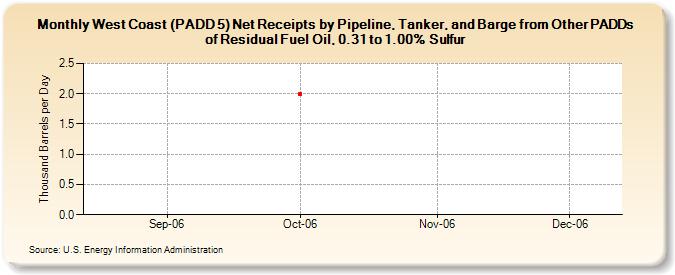 Monthly West Coast (PADD 5) Net Receipts by Pipeline, Tanker, and Barge from Other PADDs
of Residual Fuel Oil, 0.31 to 1.00% Sulfur
Thousand Barrels per Day
2.5
2.0
1.5
1.0
0.5
0.0
Sep-06 Oct-06 Nov-06 Dec-06
Source: U.S. Energy Information Administration